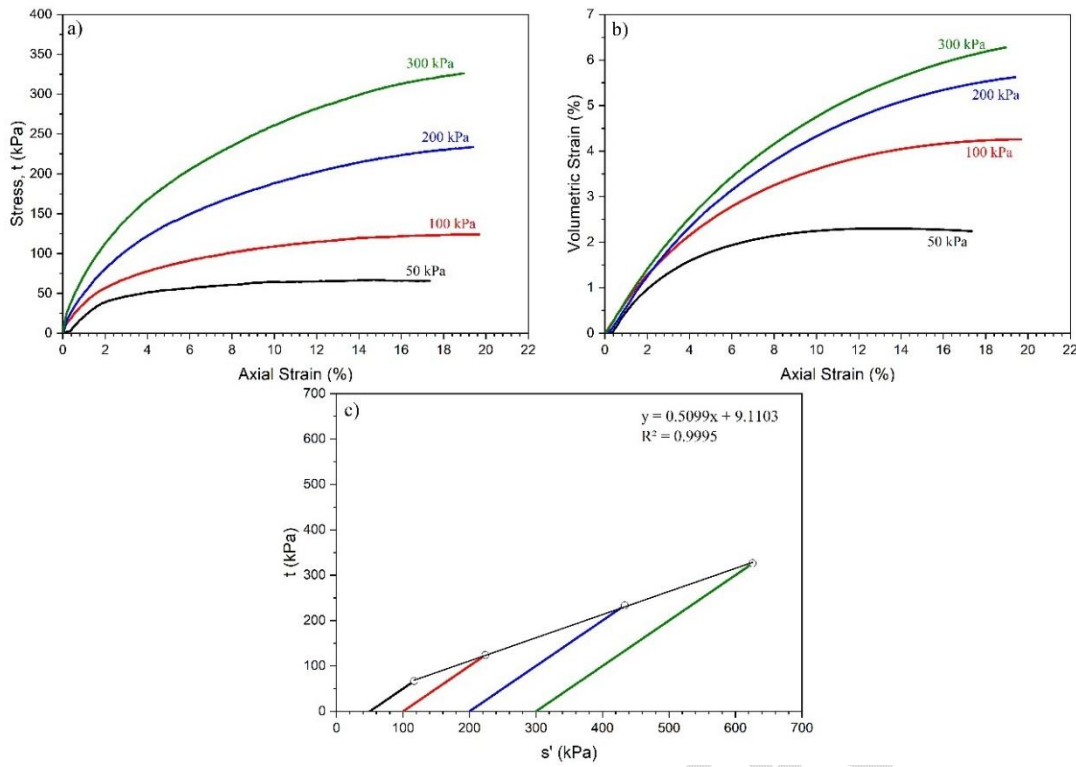 a)
400
350
300
250
200
150
100
50
0
Stress, t (kPa)
300 kPa
200 kPa
100 kPa
50 kPa
0 2 4 6 8 10 12 14 16 18 20 22
Axial Strain (%)
b)
7
6
5
4
3
2
1
0
Volumetric Strain (%)
300 kPa
200 kPa
100 kPa
50 kPa
0 2 4 6 8 10 12 14 16 18 20 22
Axial Strain (%)
c)
y = 0.5099x + 9.1103
R² = 0.9995
700
600
500
400
300
200
100
0
t (kPa)
0 100 200 300 400 500 600 700
s' (kPa)